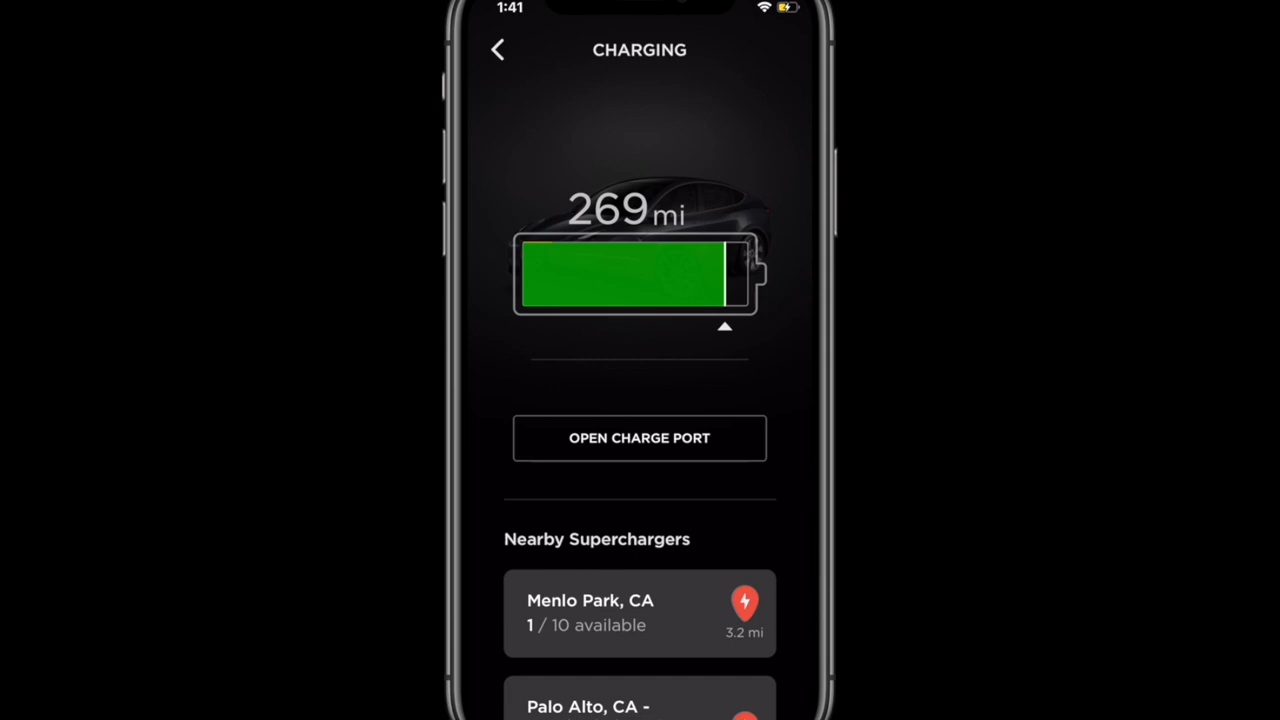 1:41
CHARGING
269 mi
OPEN CHARGE PORT
Nearby Superchargers
Menlo Park, CA
1 / 10 available
3.2 mi
Palo Alto, CA -